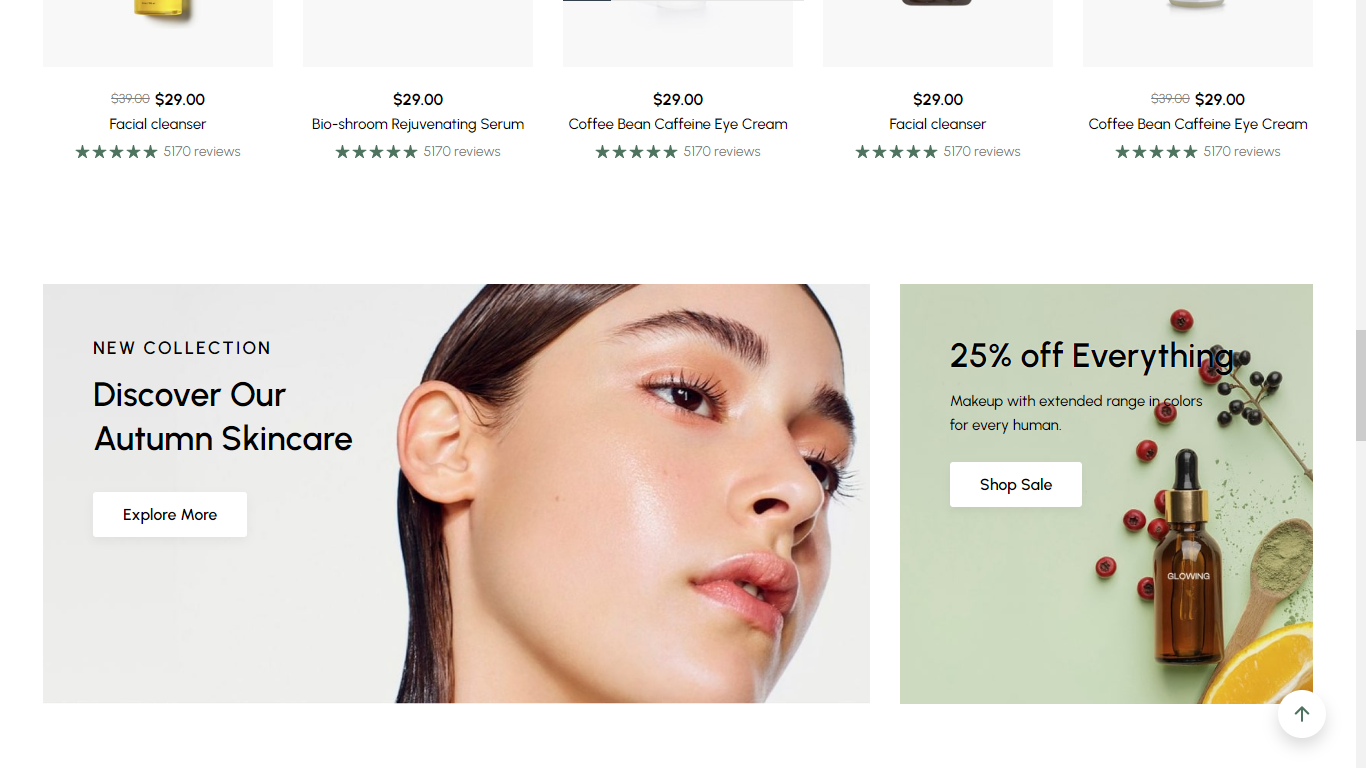 $39.00 $29.00
Facial cleanser
★★★★★ 5170 reviews
$29.00
Bio-shroom Rejuvenating Serum
★★★★★ 5170 reviews
$29.00
Coffee Bean Caffeine Eye Cream
★★★★★ 5170 reviews
$29.00
Facial cleanser
★★★★★ 5170 reviews
$39.00 $29.00
Coffee Bean Caffeine Eye Cream
★★★★★ 5170 reviews
NEW COLLECTION
Discover Our
Autumn Skincare
Explore More
25% off Everything
Makeup with extended range in colors
for every human.
Shop Sale
GLOWING